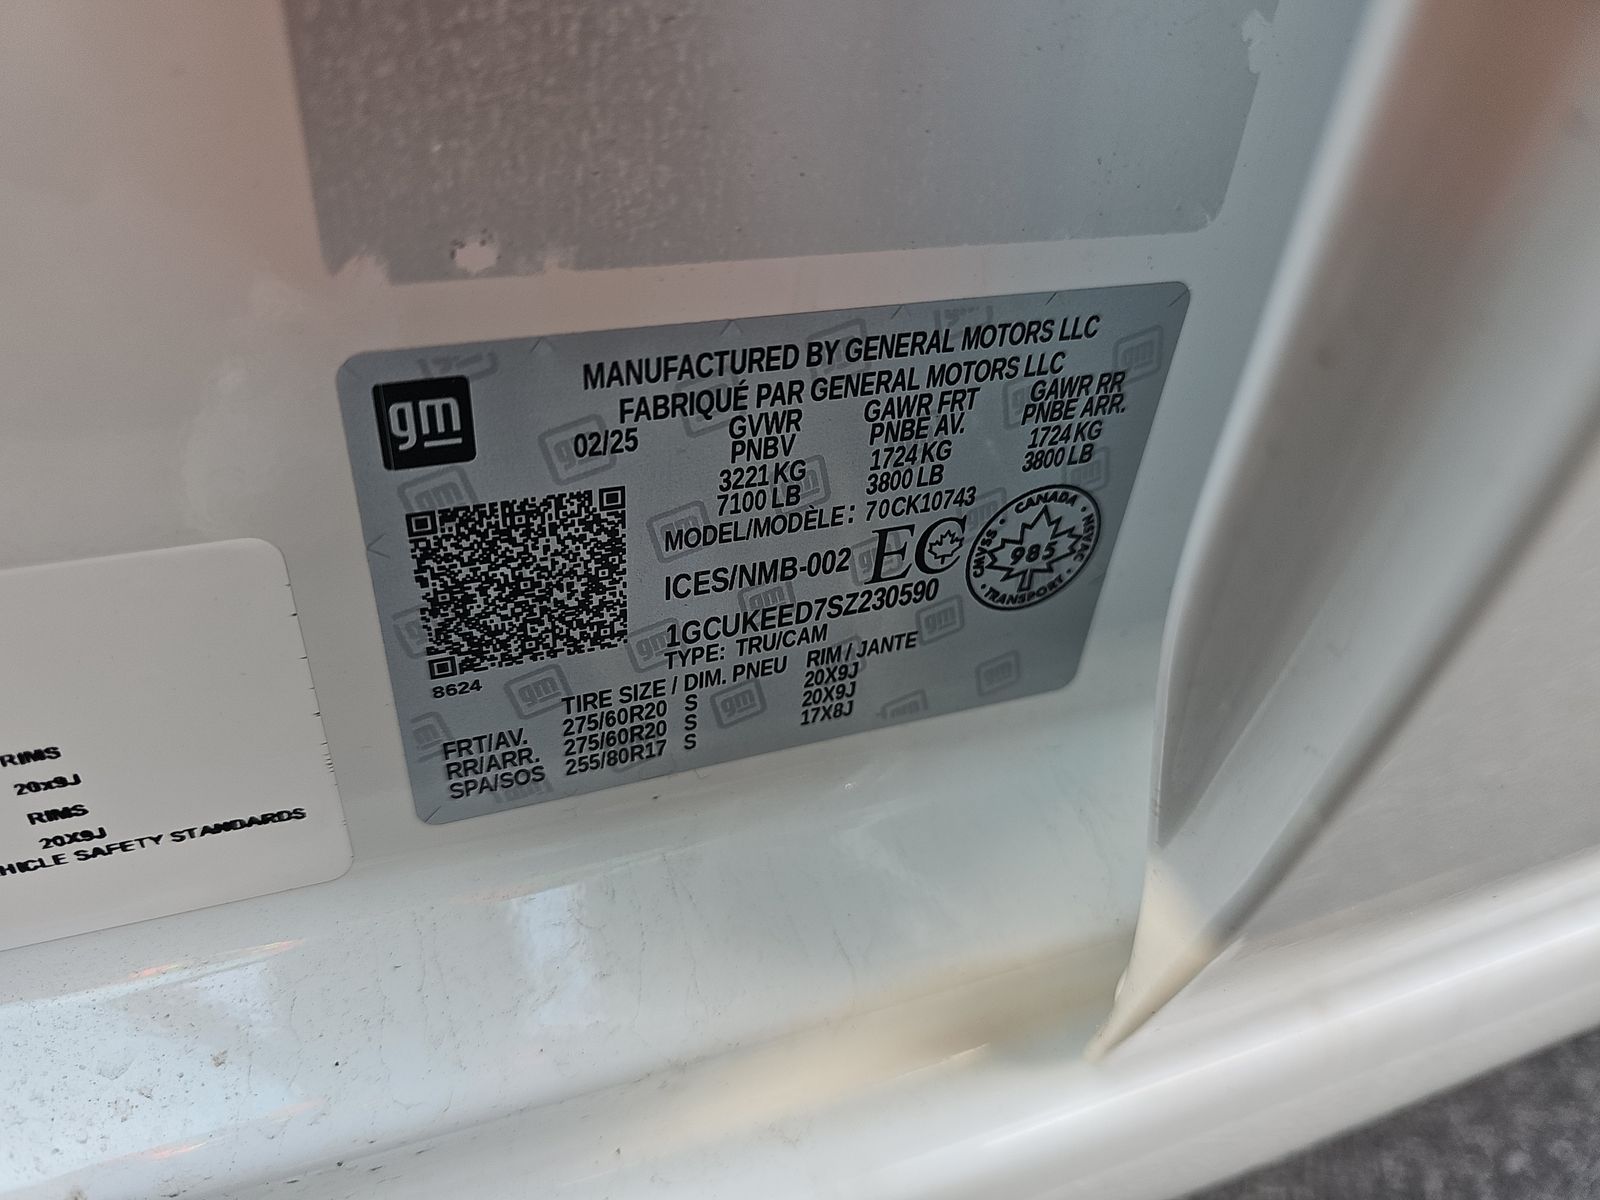 gm
MANUFACTURED BY GENERAL MOTORS LLC
FABRIQUÉ PAR GENERAL MOTORS LLC
02/25
GVWR
PNBV
3221 KG
7100 LB
GAWR FRT
PNBE AV.
1724 KG
3800 LB
GAWR RR
PNBE ARR.
1724 KG
3800 LB
MODEL/MODÈLE: 70CK10743
ICES/NMB-002 EC
CANADA
CMVSS 985 NSVAC
TRANSPORT
1GCUKEED7SZ230590
TYPE: TRU/CAM
8624
TIRE SIZE / DIM. PNEU RIM / JANTE
FRT/AV. 275/60R20 S 20X9J
RR/ARR. 275/60R20 S 20X9J
SPA/SOS 255/80R17 S 17X8J
RIMS
20x9J
RIMS
20X9J
HICLE SAFETY STANDARDS